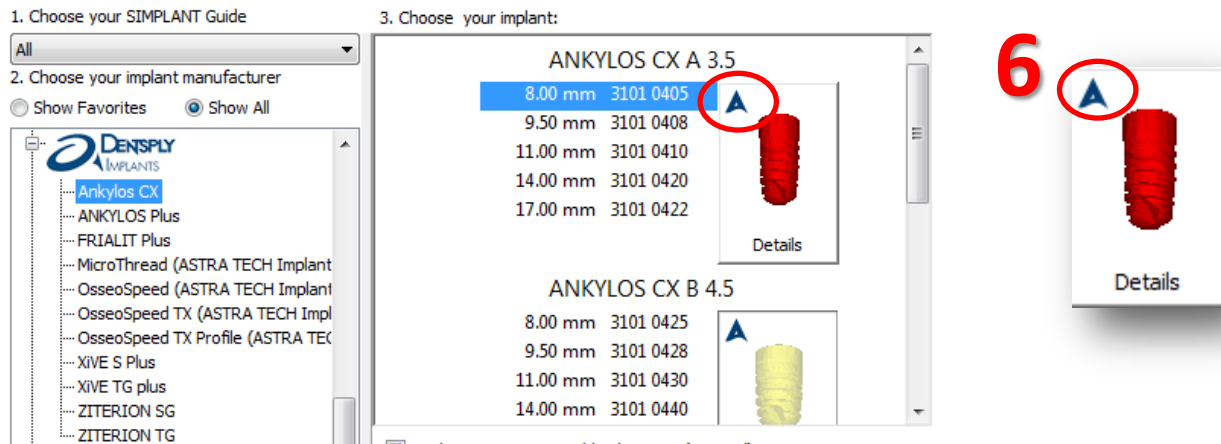 1. Choose your SIMPLANT Guide
All
2. Choose your implant manufacturer
Show Favorites Show All
DENTSPLY
IMPLANTS
Ankylos CX
ANKYLOS Plus
FRIALIT Plus
MicroThread (ASTRA TECH Implant
OsseoSpeed (ASTRA TECH Implant
OsseoSpeed TX (ASTRA TECH Impl
OsseoSpeed TX Profile (ASTRA TEC
XiVE S Plus
XiVE TG plus
ZITERION SG
ZITERION TG
3. Choose your implant:
ANKYLOS CX A 3.5
8.00 mm 3101 0405
9.50 mm 3101 0408
11.00 mm 3101 0410
14.00 mm 3101 0420
17.00 mm 3101 0422
Details
ANKYLOS CX B 4.5
8.00 mm 3101 0425
9.50 mm 3101 0428
11.00 mm 3101 0430
14.00 mm 3101 0440
6
Details